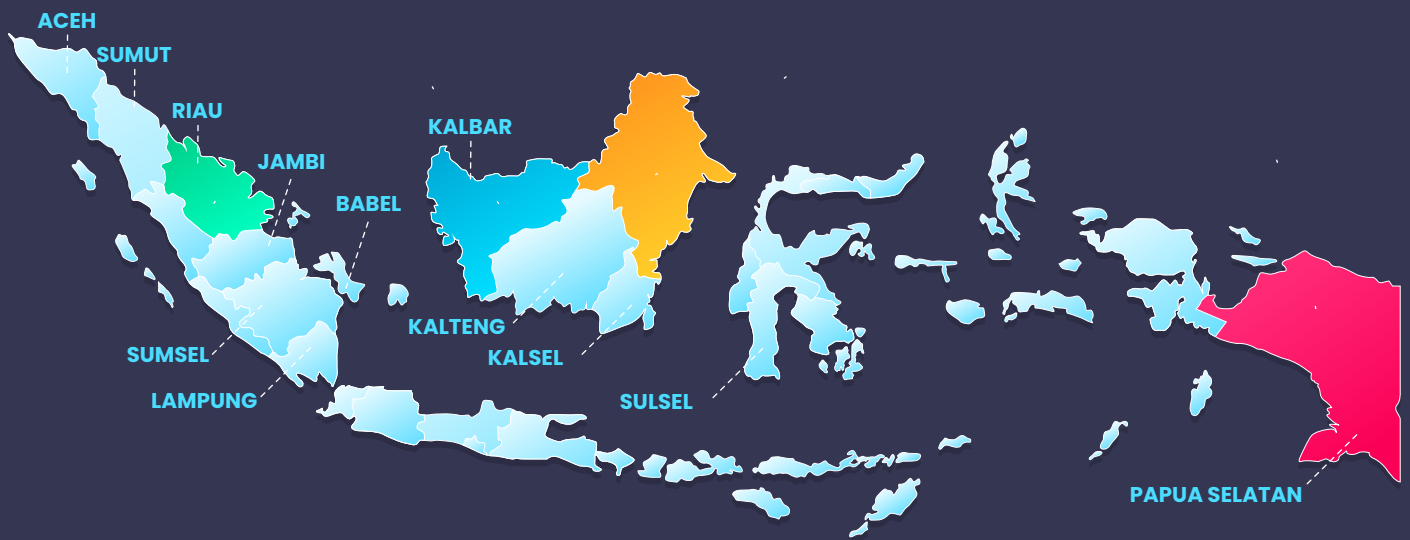 ACEH
SUMUT
RIAU
JAMBI
BABEL
KALBAR
KALTENG
KALSEL
SUMSEL
LAMPUNG
SULSEL
PAPUA SELATAN